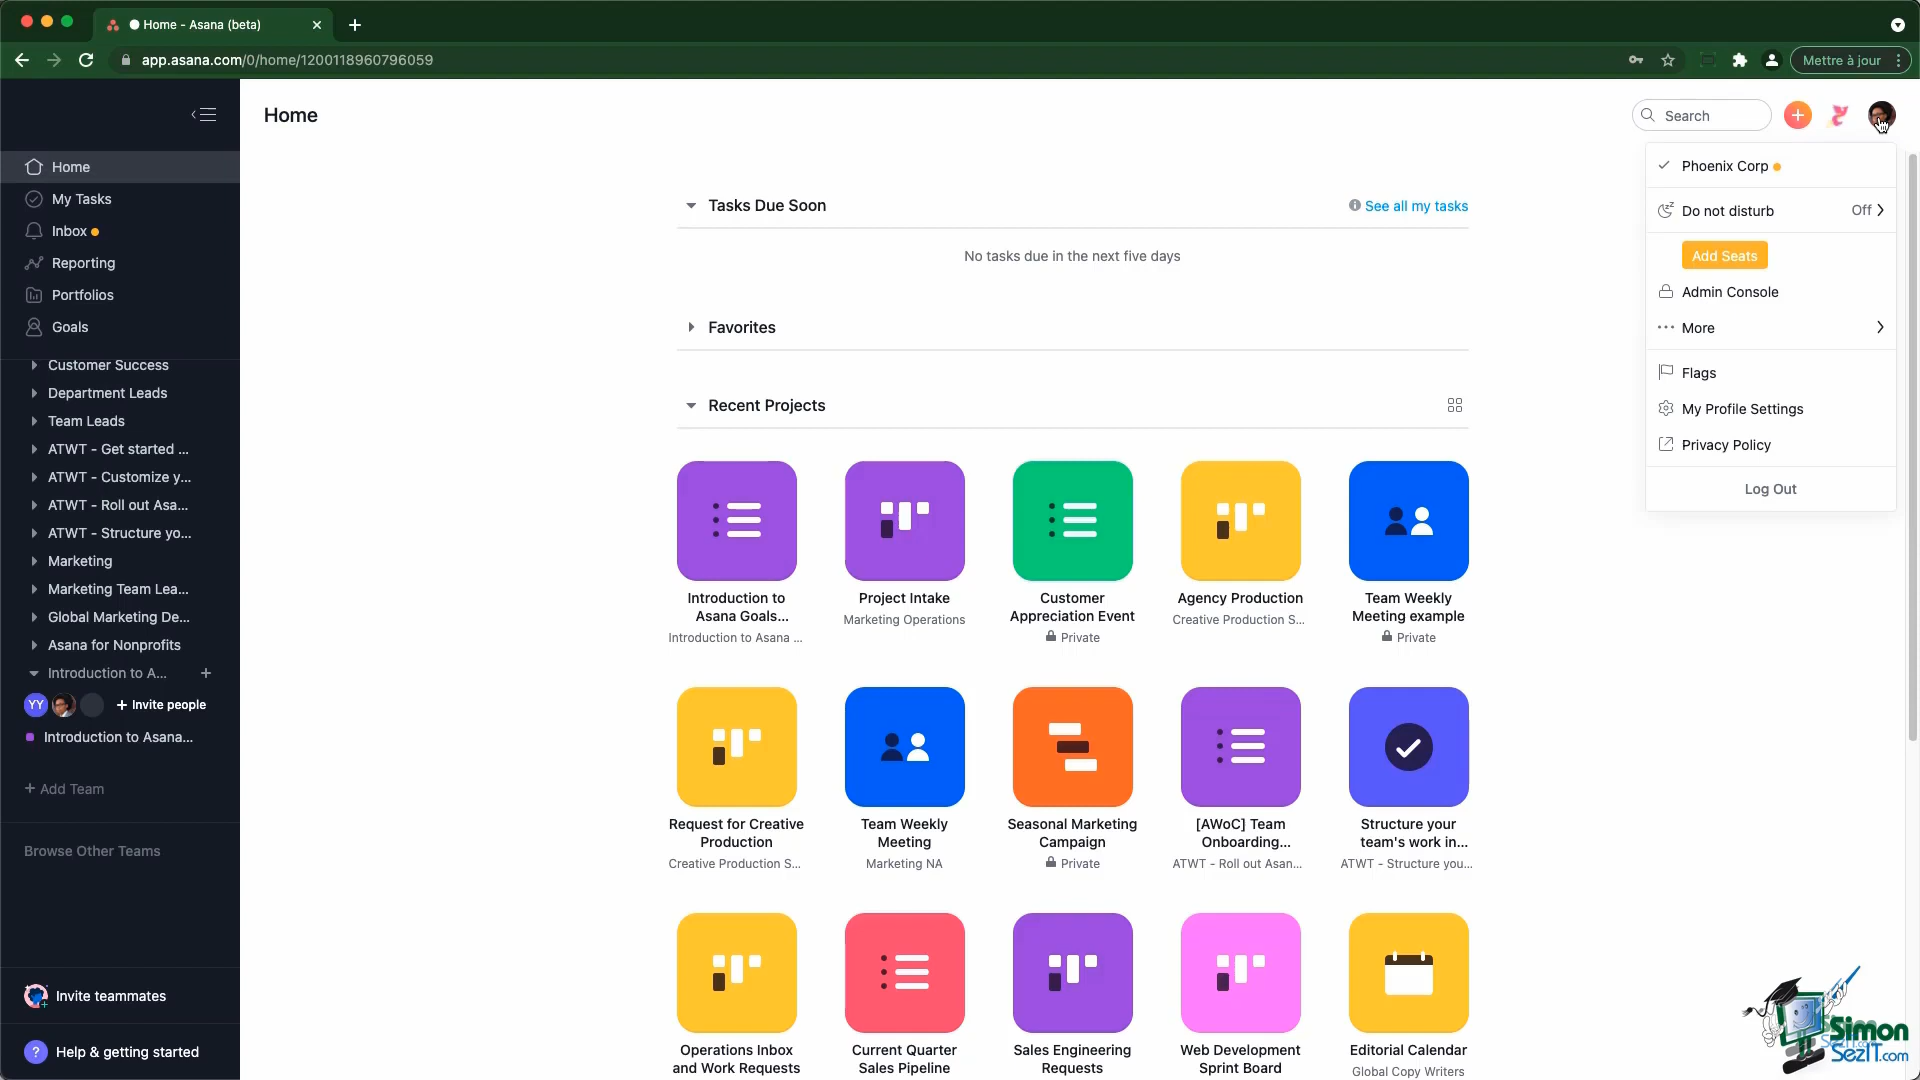 Home - Asana (beta)
app.asana.com/0/home/1200118960796059
Mettre à jour
Home
Search
Home
My Tasks
Inbox
Reporting
Portfolios
Goals
Customer Success
Department Leads
Team Leads
ATWT - Get started ...
ATWT - Customize y...
ATWT - Roll out Asa...
ATWT - Structure yo...
Marketing
Marketing Team Lea...
Global Marketing De...
Asana for Nonprofits
Introduction to A...
YY
+ Invite people
Introduction to Asana...
+ Add Team
Browse Other Teams
Invite teammates
? Help & getting started
Tasks Due Soon
See all my tasks
No tasks due in the next five days
Favorites
Recent Projects
Introduction to
Asana Goals...
Introduction to Asana ...
Project Intake
Marketing Operations
Customer
Appreciation Event
Private
Agency Production
Creative Production S...
Team Weekly
Meeting example
Private
Request for Creative
Production
Creative Production S...
Team Weekly
Meeting
Marketing NA
Seasonal Marketing
Campaign
Private
[AWoC] Team
Onboarding...
ATWT - Roll out Asan...
Structure your
team's work in...
ATWT - Structure you...
Operations Inbox
and Work Requests
Current Quarter
Sales Pipeline
Sales Engineering
Requests
Web Development
Sprint Board
Editorial Calendar
Global Copy Writers
Phoenix Corp
Do not disturb
Off
Add Seats
Admin Console
More
Flags
My Profile Settings
Privacy Policy
Log Out
Simon
SezIT.com